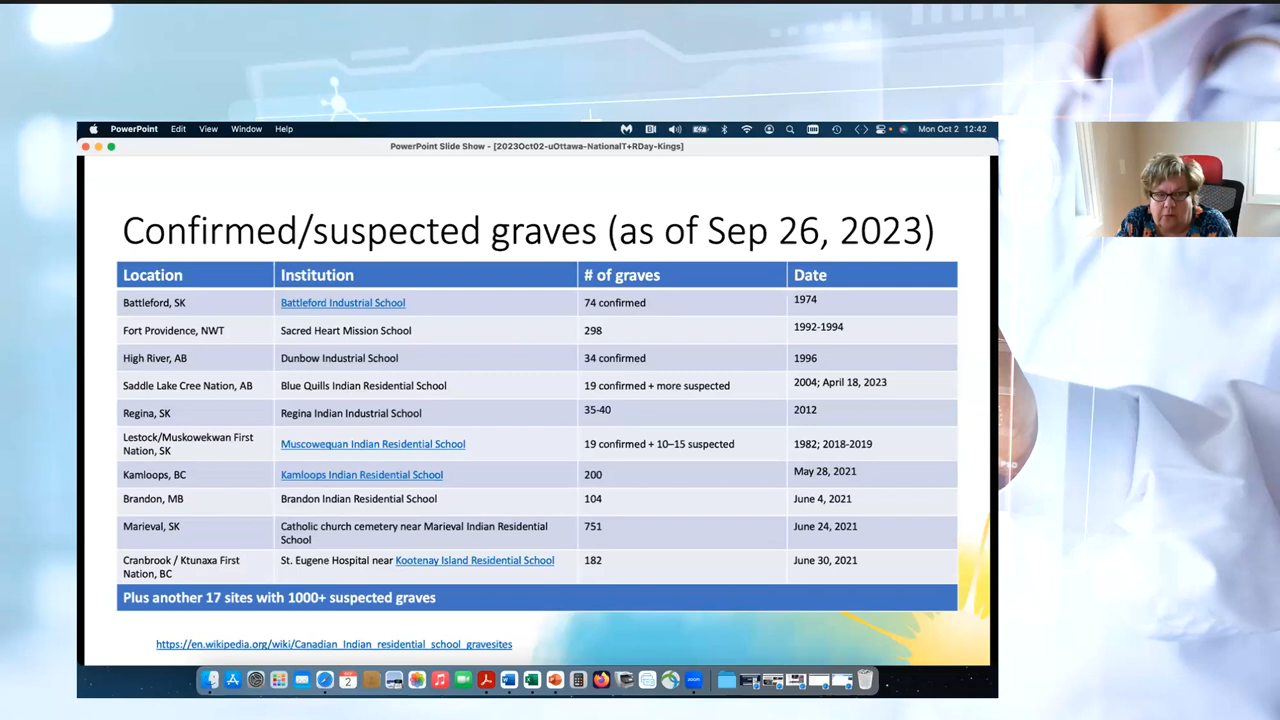 PowerPoint Edit View Window Help Mon Oct 2 12:42
PowerPoint Slide Show - [2023Oct02-uOttawa-NationalT+RDay-Kings]
Confirmed/suspected graves (as of Sep 26, 2023)
Location Institution # of graves Date
Battleford, SK Battleford Industrial School 74 confirmed 1974
Fort Providence, NWT Sacred Heart Mission School 298 1992-1994
High River, AB Dunbow Industrial School 34 confirmed 1996
Saddle Lake Cree Nation, AB Blue Quills Indian Residential School 19 confirmed + more suspected 2004; April 18, 2023
Regina, SK Regina Indian Industrial School 35-40 2012
Lestock/Muskowekwan First
Nation, SK Muscowequan Indian Residential School 19 confirmed + 10–15 suspected 1982; 2018-2019
Kamloops, BC Kamloops Indian Residential School 200 May 28, 2021
Brandon, MB Brandon Indian Residential School 104 June 4, 2021
Marieval, SK Catholic church cemetery near Marieval Indian Residential 751 June 24, 2021
School
Cranbrook / Ktunaxa First St. Eugene Hospital near Kootenay Island Residential School 182 June 30, 2021
Nation, BC
Plus another 17 sites with 1000+ suspected graves
https://en.wikipedia.org/wiki/Canadian_Indian_residential_school_gravesites